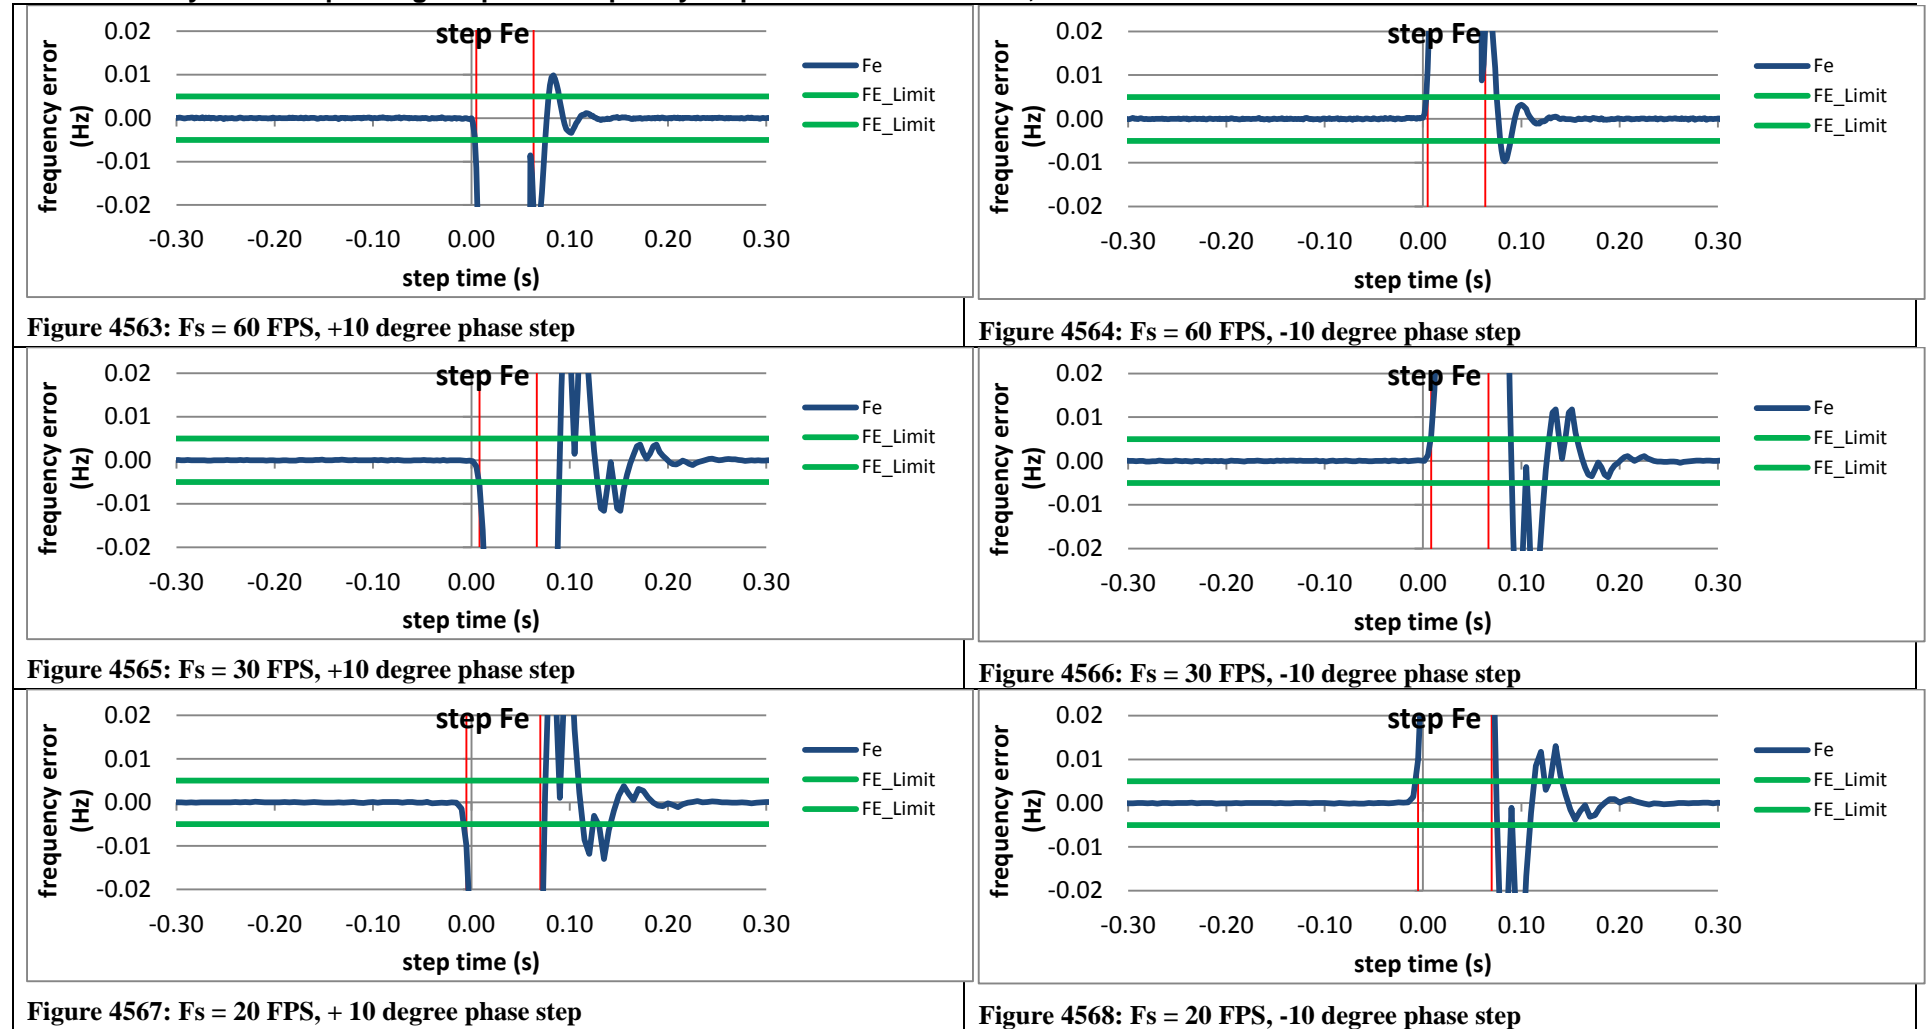 step Fe
0.02
0.01
0.00
-0.01
-0.02
frequency error
(Hz)
-0.30 -0.20 -0.10 0.00 0.10 0.20 0.30
step time (s)
Fe
FE_Limit
FE_Limit
Figure 4563: Fs = 60 FPS, +10 degree phase step
step Fe
0.02
0.01
0.00
-0.01
-0.02
frequency error
(Hz)
-0.30 -0.20 -0.10 0.00 0.10 0.20 0.30
step time (s)
Fe
FE_Limit
FE_Limit
Figure 4564: Fs = 60 FPS, -10 degree phase step
step Fe
0.02
0.01
0.00
-0.01
-0.02
frequency error
(Hz)
-0.30 -0.20 -0.10 0.00 0.10 0.20 0.30
step time (s)
Fe
FE_Limit
FE_Limit
Figure 4565: Fs = 30 FPS, +10 degree phase step
step Fe
0.02
0.01
0.00
-0.01
-0.02
frequency error
(Hz)
-0.30 -0.20 -0.10 0.00 0.10 0.20 0.30
step time (s)
Fe
FE_Limit
FE_Limit
Figure 4566: Fs = 30 FPS, -10 degree phase step
step Fe
0.02
0.01
0.00
-0.01
-0.02
frequency error
(Hz)
-0.30 -0.20 -0.10 0.00 0.10 0.20 0.30
step time (s)
Fe
FE_Limit
FE_Limit
Figure 4567: Fs = 20 FPS, + 10 degree phase step
step Fe
0.02
0.01
0.00
-0.01
-0.02
frequency error
(Hz)
-0.30 -0.20 -0.10 0.00 0.10 0.20 0.30
step time (s)
Fe
FE_Limit
FE_Limit
Figure 4568: Fs = 20 FPS, -10 degree phase step